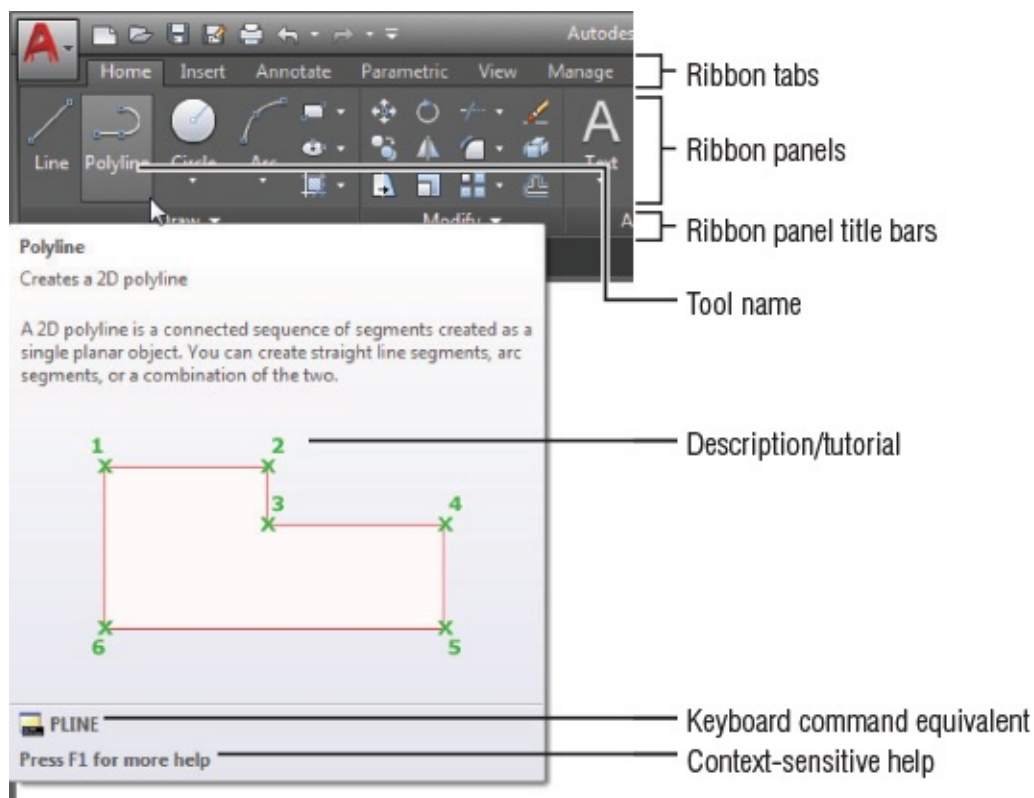 Autodes
Home Insert Annotate Parametric View Manage
Ribbon tabs
Line Polyline Circle Arc Text
Ribbon panels
Draw Modify A
Ribbon panel title bars
Polyline
Creates a 2D polyline
Tool name
A 2D polyline is a connected sequence of segments created as a
single planar object. You can create straight line segments, arc
segments, or a combination of the two.
1 2
Description/tutorial
3 4
6 5
PLINE
Keyboard command equivalent
Press F1 for more help
Context-sensitive help